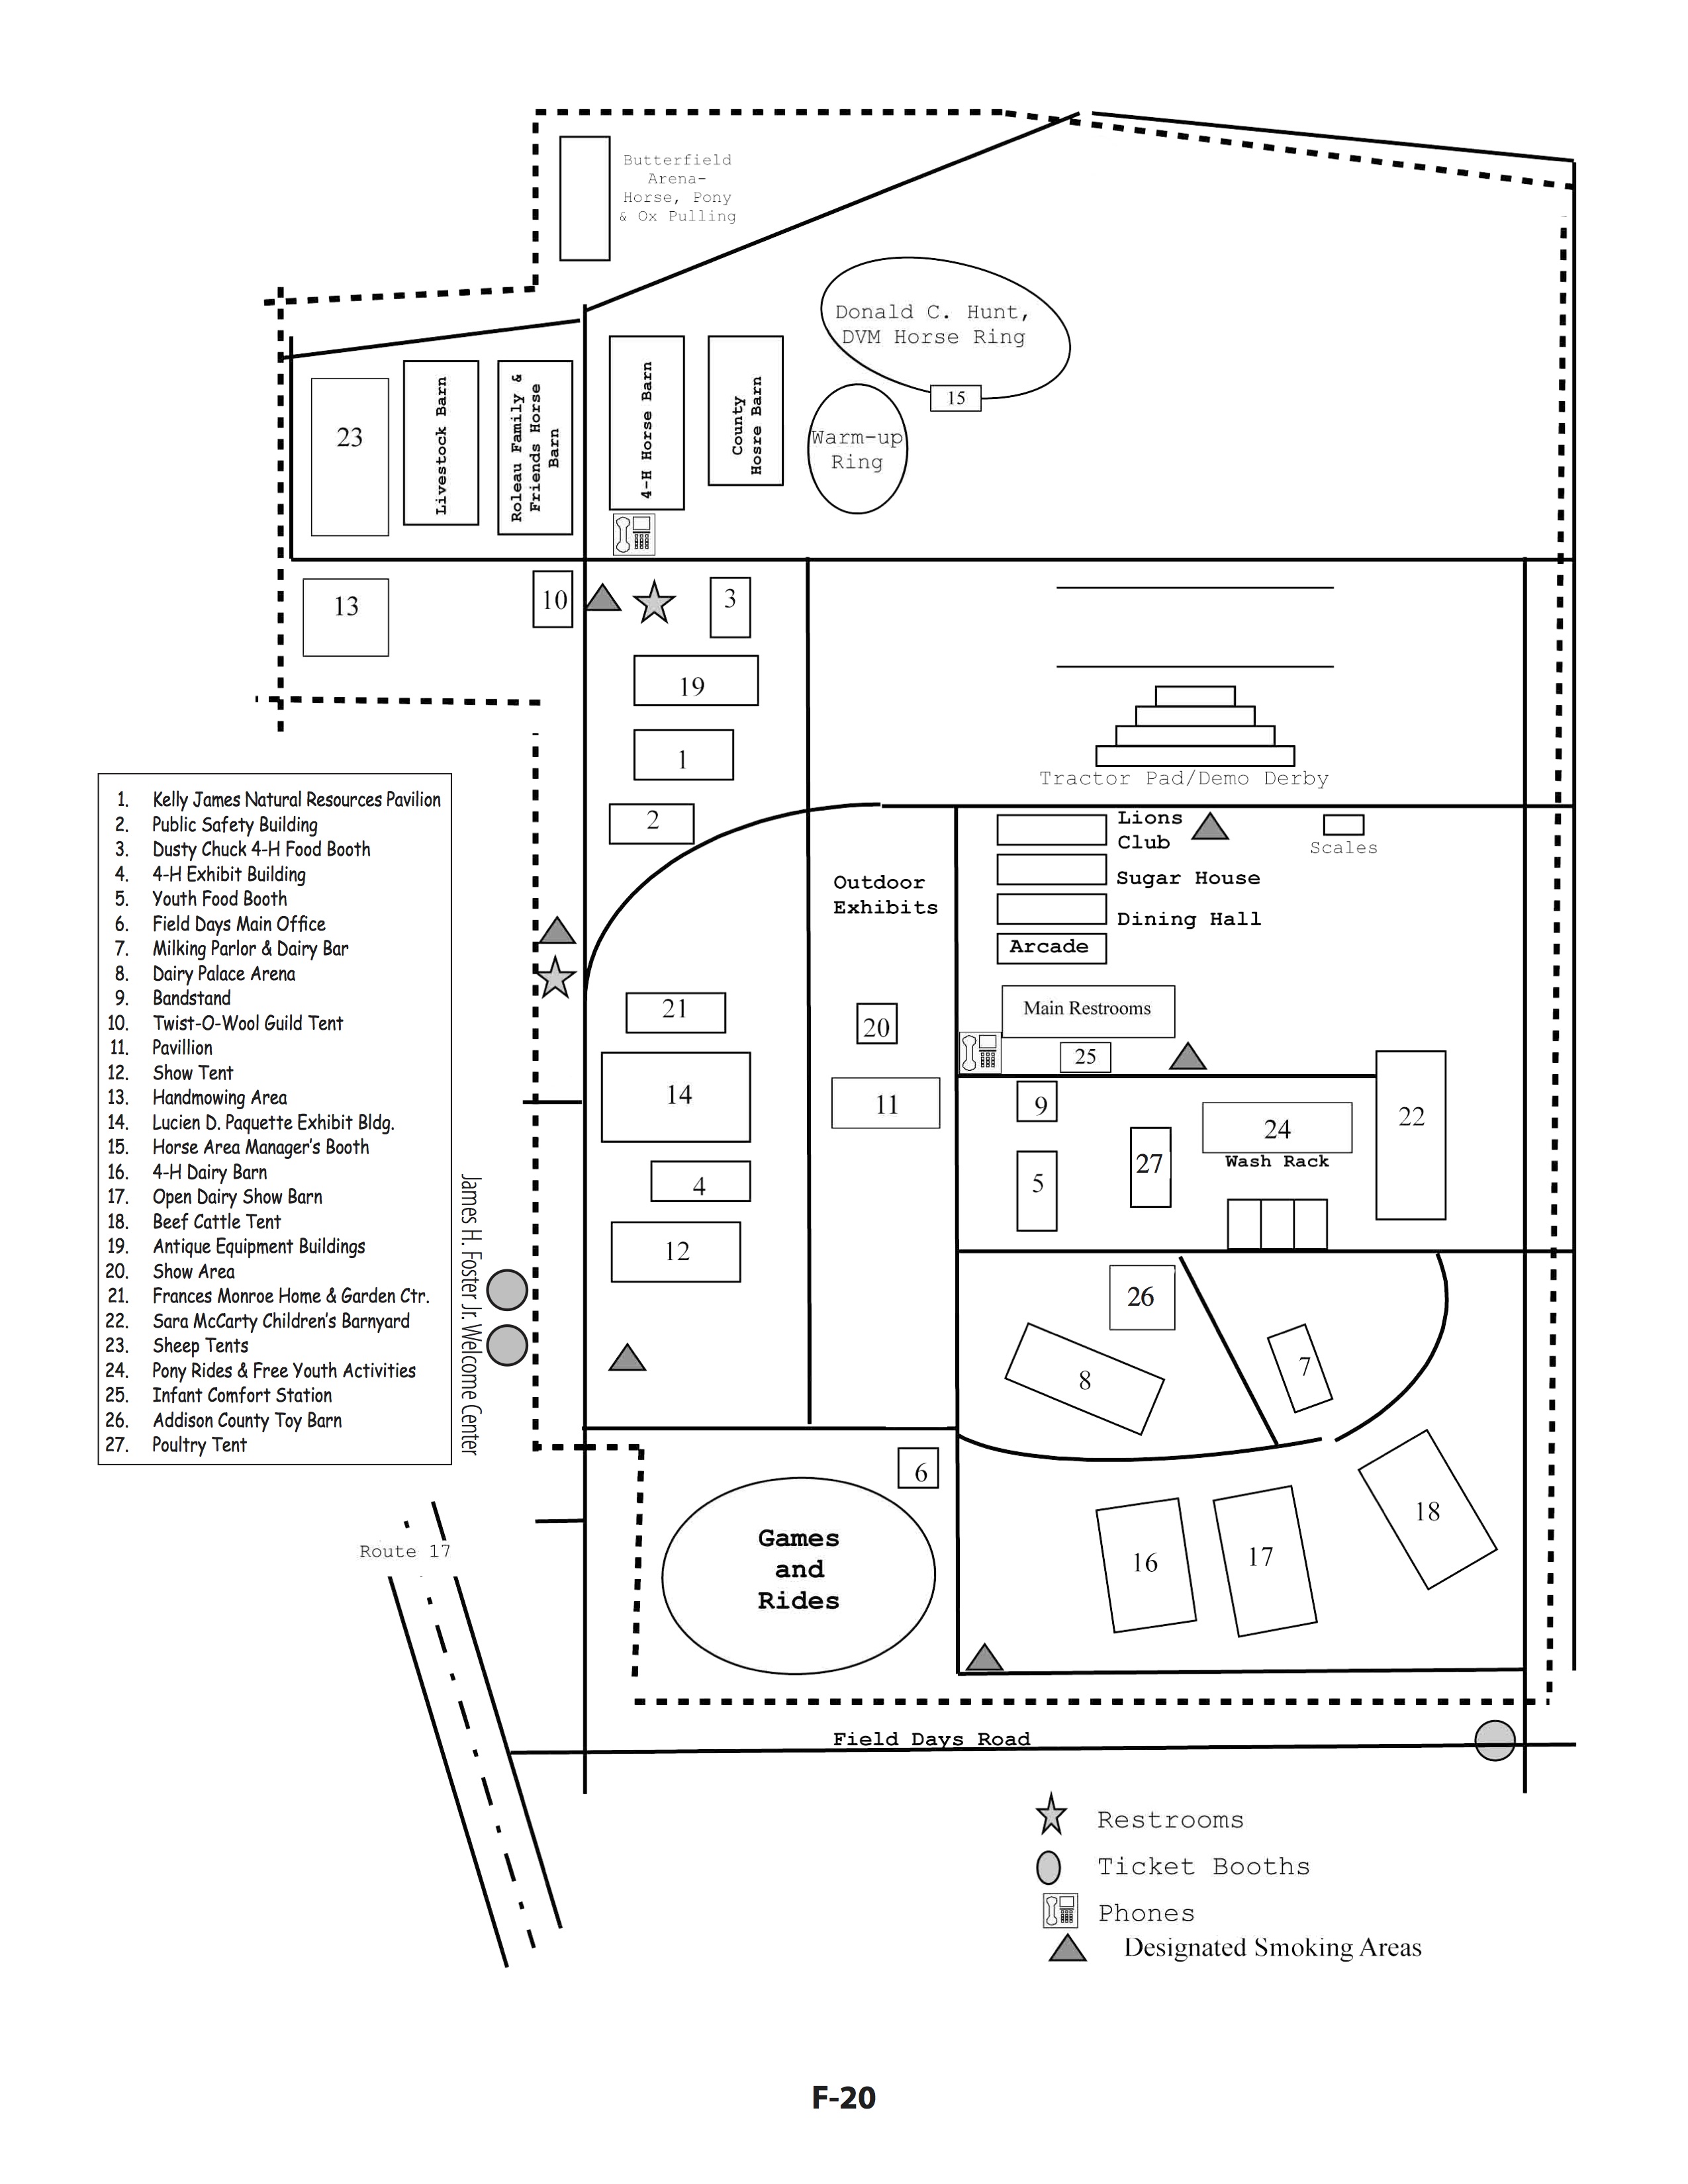 Butterfield
Arena-
Horse, Pony
& Ox Pulling
Donald C. Hunt,
DVM Horse Ring
15
Warm-up
Ring
23
Livestock Barn
Roleau Family &
Friends Horse
Barn
4-H Horse Barn
County
Hosre Barn
13
10
3
19
1
2
Tractor Pad/Demo Derby
Lions
Club
Scales
Sugar House
Dining Hall
Arcade
Outdoor
Exhibits
Main Restrooms
25
21
20
14
11
9
24
22
Wash Rack
27
5
4
12
26
8
7
6
Games
and
Rides
16
17
18
1. Kelly James Natural Resources Pavilion
2. Public Safety Building
3. Dusty Chuck 4-H Food Booth
4. 4-H Exhibit Building
5. Youth Food Booth
6. Field Days Main Office
7. Milking Parlor & Dairy Bar
8. Dairy Palace Arena
9. Bandstand
10. Twist-O-Wool Guild Tent
11. Pavillion
12. Show Tent
13. Handmowing Area
14. Lucien D. Paquette Exhibit Bldg.
15. Horse Area Manager's Booth
16. 4-H Dairy Barn
17. Open Dairy Show Barn
18. Beef Cattle Tent
19. Antique Equipment Buildings
20. Show Area
21. Frances Monroe Home & Garden Ctr.
22. Sara McCarty Children's Barnyard
23. Sheep Tents
24. Pony Rides & Free Youth Activities
25. Infant Comfort Station
26. Addison County Toy Barn
27. Poultry Tent
James H. Foster Jr. Welcome Center
Route 17
Field Days Road
Restrooms
Ticket Booths
Phones
Designated Smoking Areas
F-20